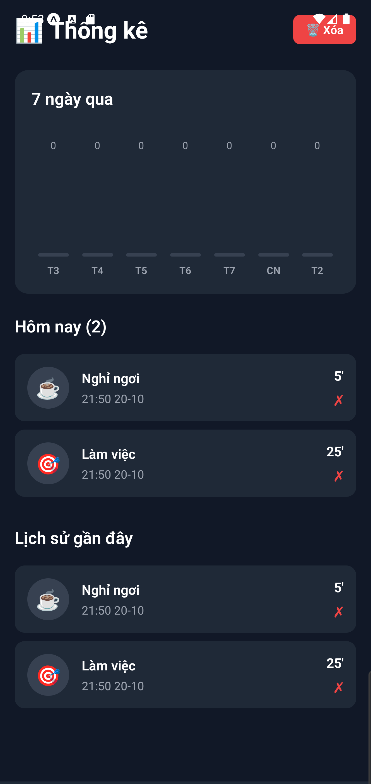 Thống kê
Xóa
7 ngày qua
0 0 0 0 0 0 0
T3 T4 T5 T6 T7 CN T2
Hôm nay (2)
Nghỉ ngơi 5'
21:50 20-10 ✗
Làm việc 25'
21:50 20-10 ✗
Lịch sử gần đây
Nghỉ ngơi 5'
21:50 20-10 ✗
Làm việc 25'
21:50 20-10 ✗